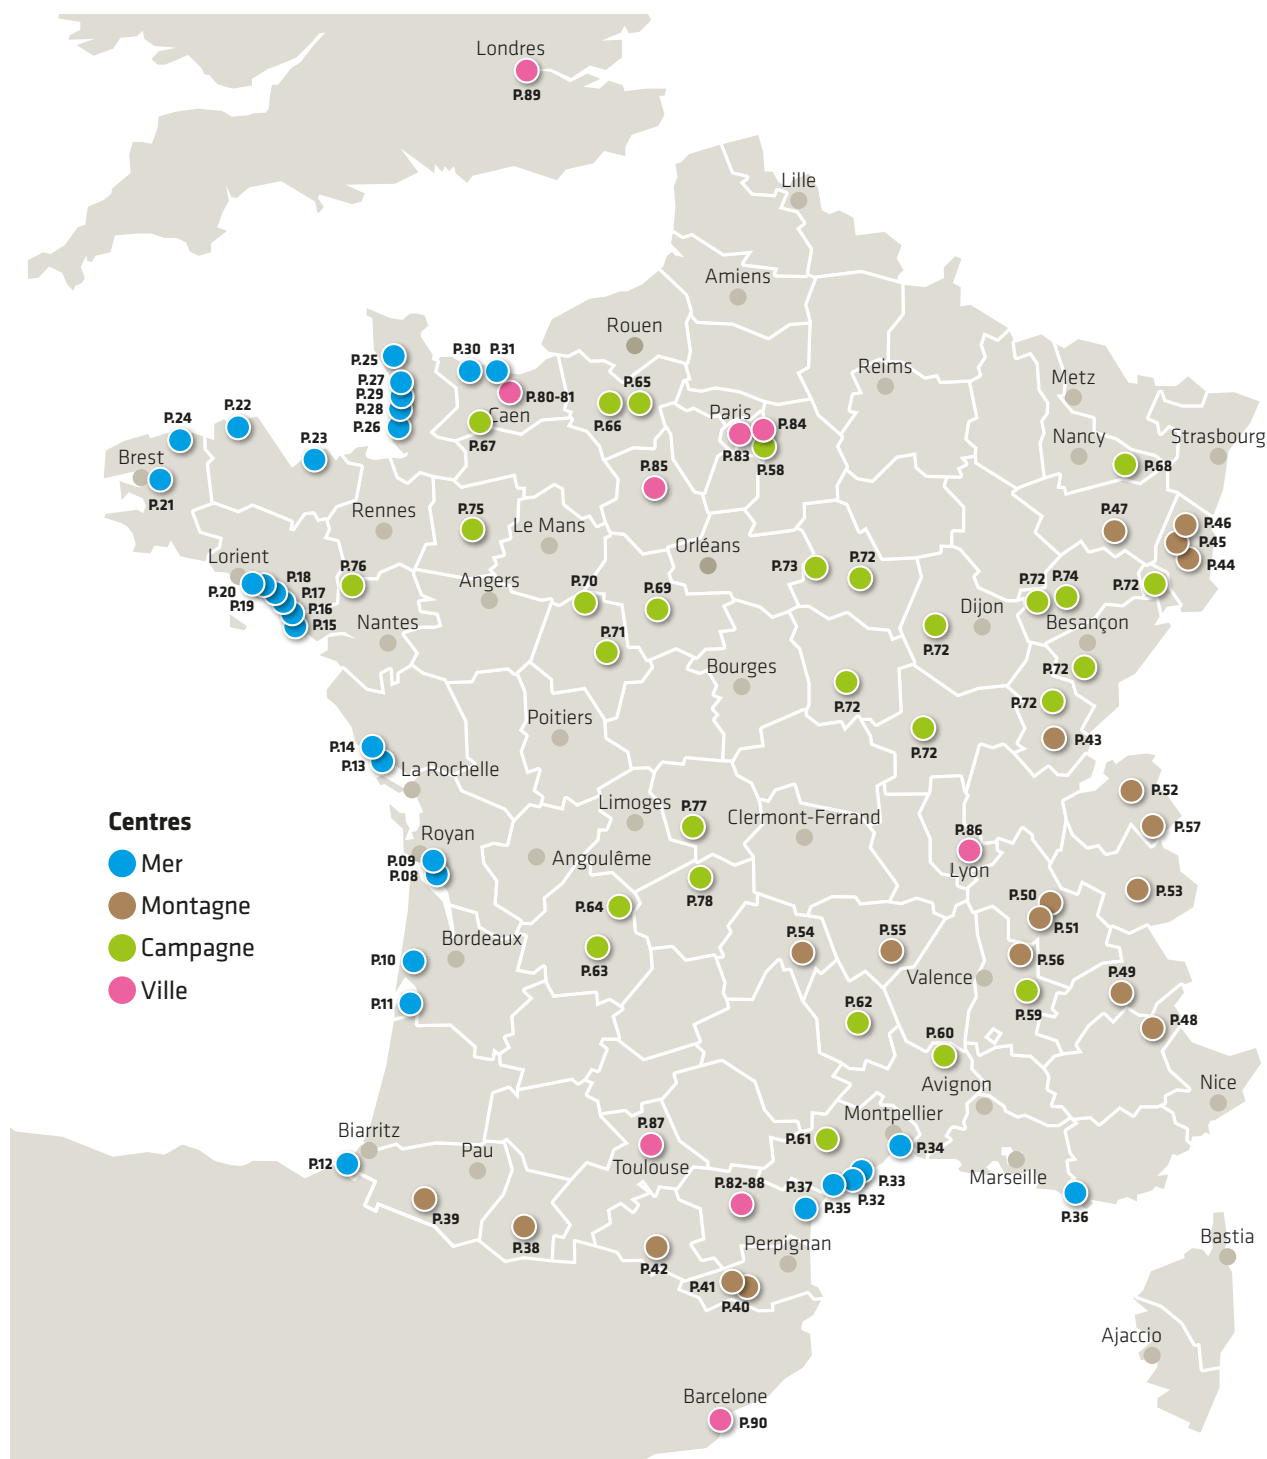 Londres
P.89
Lille
Amiens
Rouen
P.30
P.31
P.25
Reims
P.27
Metz
P.65
P.29
P.80-81
P.28
P.22
Paris
Caen
P.84
P.24
P.66
P.26
P.23
P.67
Nancy
Strasbourg
P.83
Brest
P.85
P.58
P.68
P.21
Rennes
P.75
P.47
Le Mans
P.46
Orléans
P.45
Lorient
P.72
P.76
P.73
P.44
P.18
Angers
P.70
P.69
P.72
P.74
P.72
P.20
P.17
P.19
P.16
Dijon
P.15
Nantes
P.71
Besançon
P.72
Bourges
P.72
P.72
P.72
Poitiers
P.14
P.43
P.72
P.13
La Rochelle
P.52
Limoges
P.77
Clermont-Ferrand
Centres
P.57
Royan
P.86
P.09
Angoulême
Mer
P.08
Lyon
P.53
P.50
P.78
Montagne
P.64
P.51
P.54
P.55
Bordeaux
Campagne
P.10
P.56
P.63
P.49
Valence
Ville
P.62
P.11
P.59
P.48
P.60
Avignon
Nice
Montpellier
P.87
Biarritz
P.61
Pau
P.34
P.12
Toulouse
Marseille
P.82-88
P.37
P.33
P.32
P.35
P.39
P.36
Bastia
P.38
Perpignan
P.42
P.41
P.40
Ajaccio
Barcelone
P.90